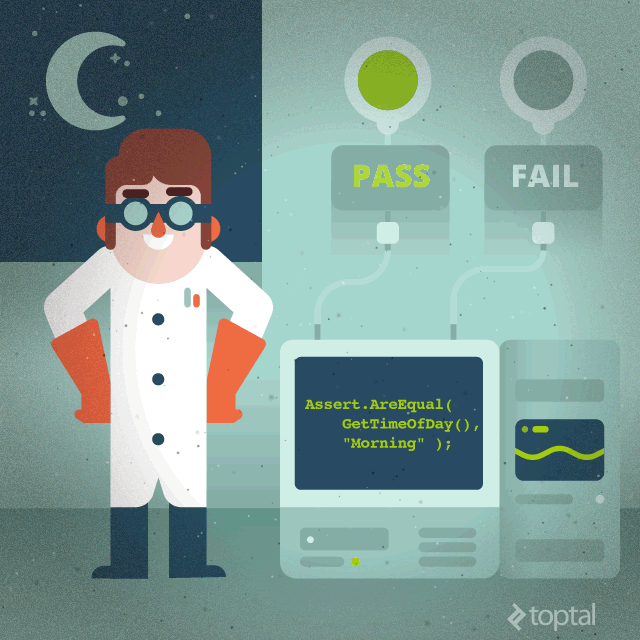 PASS FAIL
Assert.AreEqual(
GetTimeOfDay(),
"Morning" );
toptal